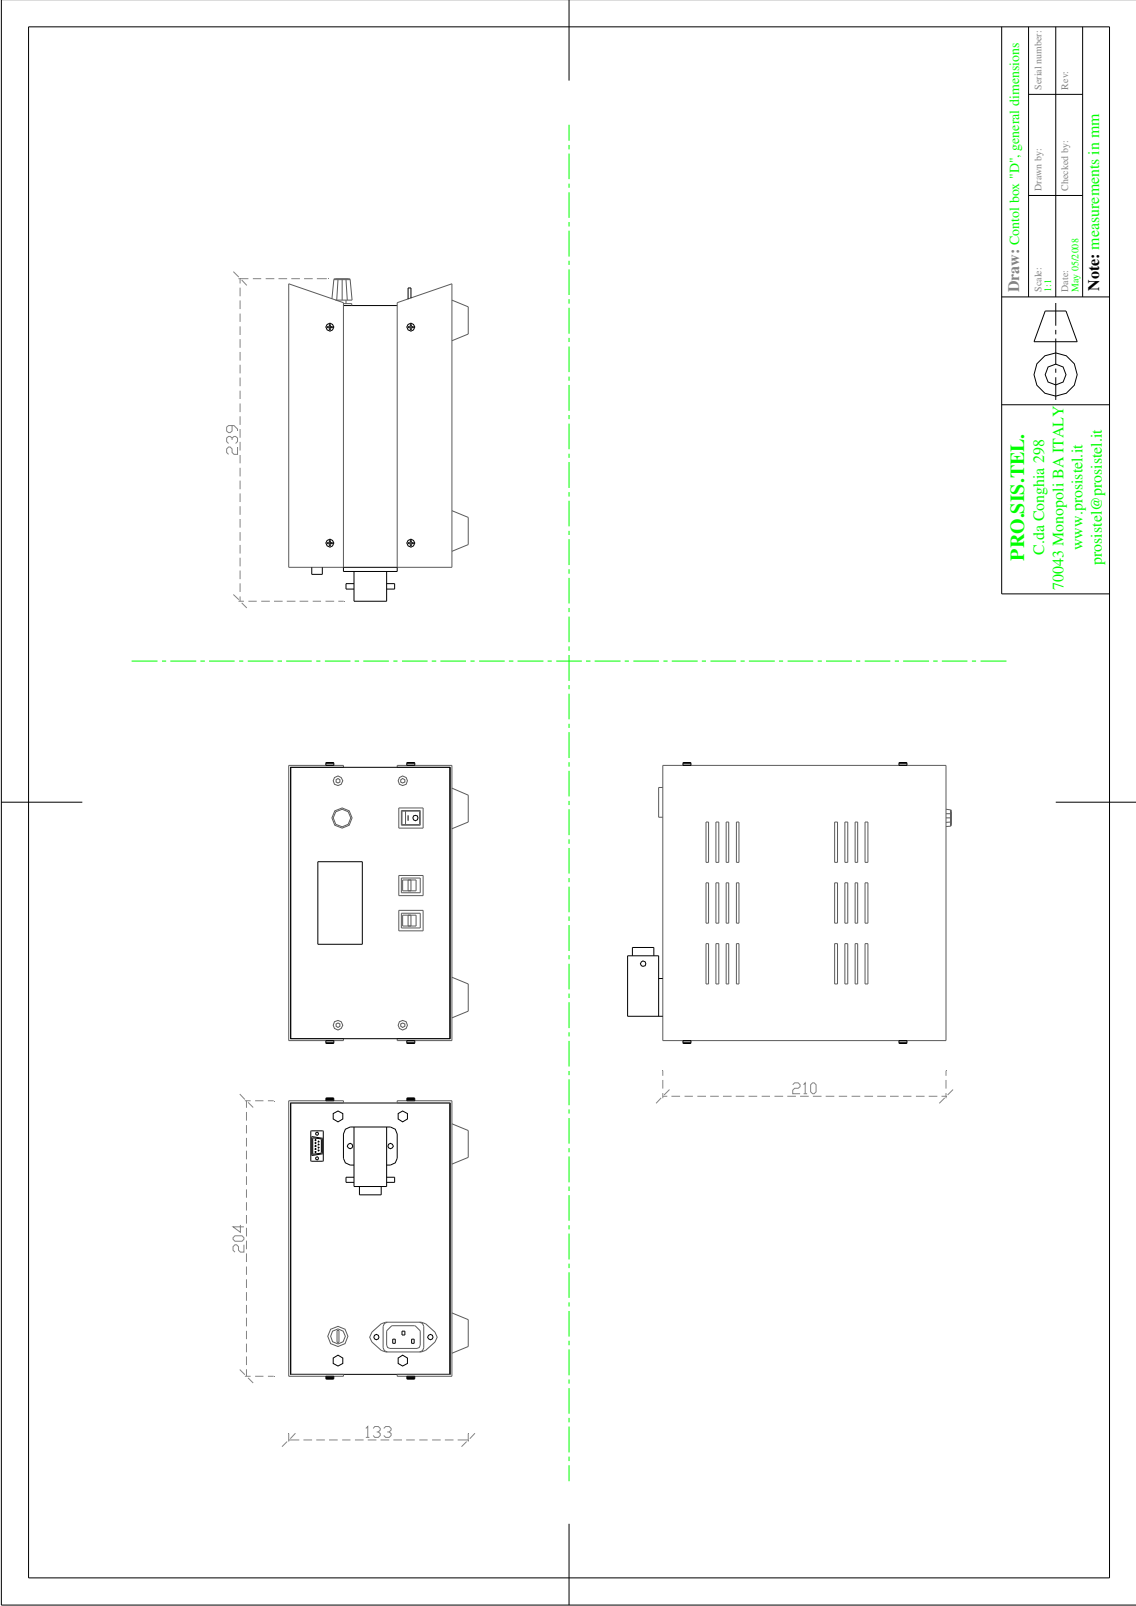 239
204
133
210
Draw: Contol box "D", general dimensions
Scale:
1:1
Drawn by:
Serial number:
Date:
May 05/2008
Checked by:
Rev:
Note: measurements in mm
PRO.SIS.TEL.
C.da Conghia 298
70043 Monopoli BA ITALY
www.prosistel.it
prosistel@prosistel.it